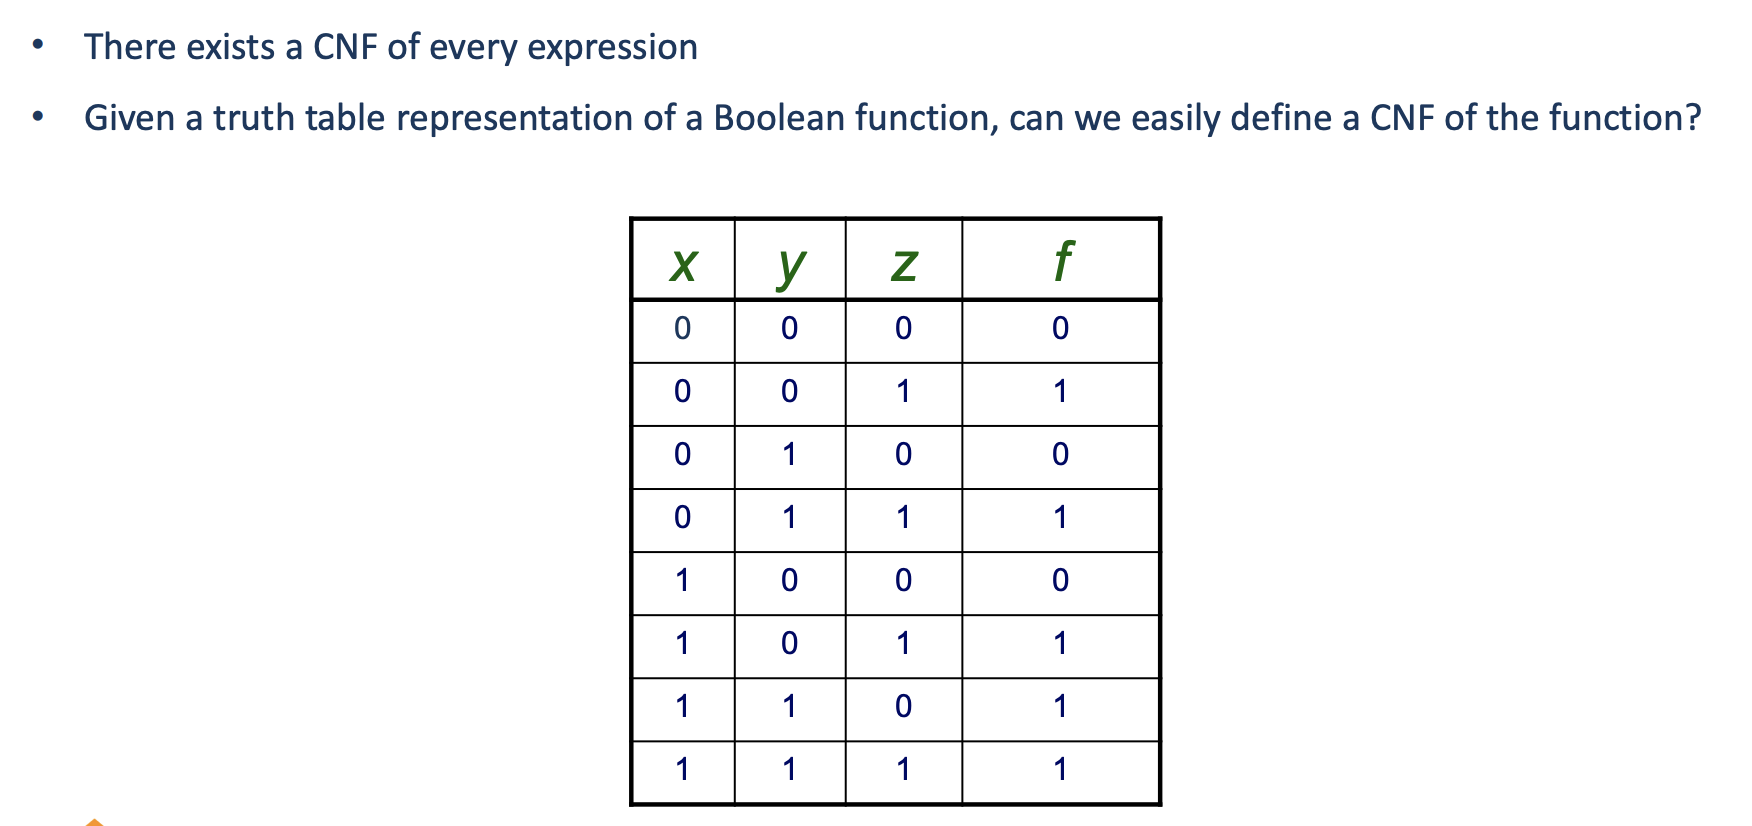 • There exists a CNF of every expression
• Given a truth table representation of a Boolean function, can we easily define a CNF of the function?
x y z f
0 0 0 0
0 0 1 1
0 1 0 0
0 1 1 1
1 0 0 0
1 0 1 1
1 1 0 1
1 1 1 1